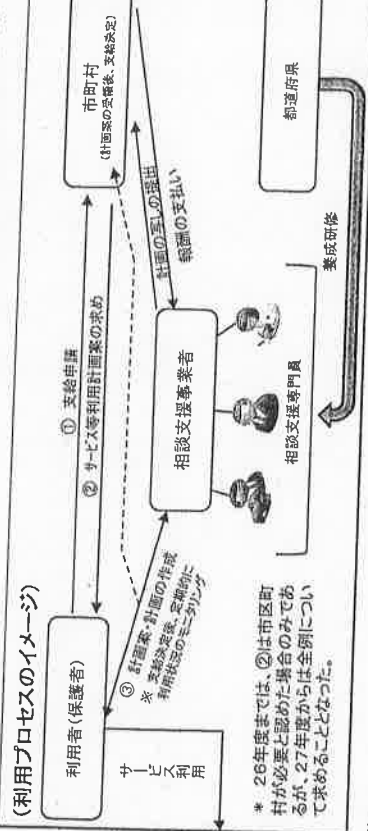 (利用プロセスのイメージ)
利用者(保護者)
① 支給申請
② サービス等利用計画案の求め
市町村
(計画案の受領後、支給決定)
③ 計画案・計画の作成
※ 支給決定後、定期的に
利用状況のモニタリング
計画の写しの提出
報酬の支払い
サービス利用
相談支援事業者
相談支援専門員
都道府県
養成研修
* 26年度までは、②は市区町
村が必要と認めた場合のみであ
るが、27年度からは全例につい
て求めることとなった。